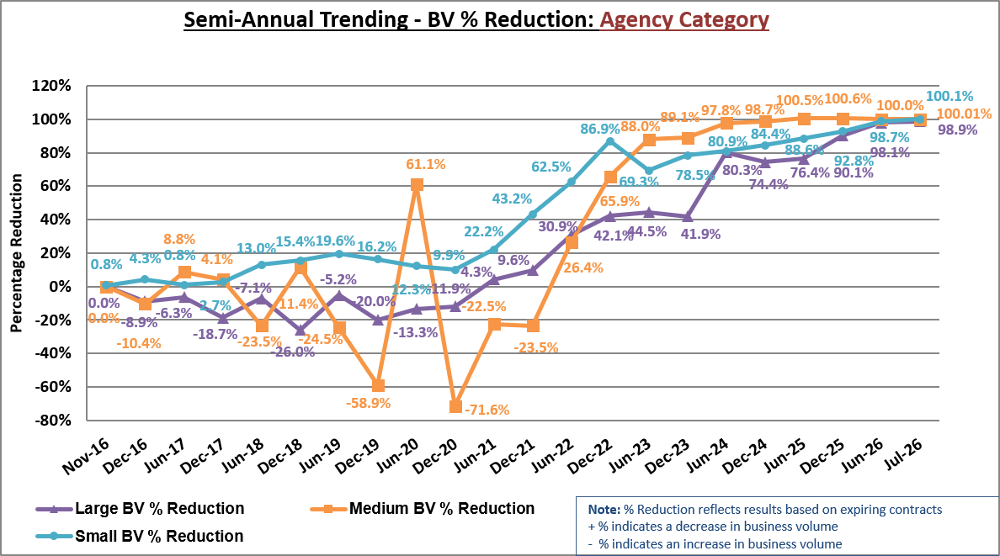 Semi-Annual Trending - BV % Reduction: Agency Category
Percentage Reduction
120%
100%
80%
60%
40%
20%
0%
-20%
-40%
-60%
-80%
0.8% 4.3% 0.8% 2.7% 13.0% 15.4% 19.6% 16.2% 12.3% 9.9% 22.2% 43.2% 62.5% 86.9% 69.3% 78.5% 80.9% 84.4% 88.6% 92.8% 98.7% 100.1%
0.0% -10.4% 8.8% 4.1% -23.5% 11.4% -24.5% -58.9% 61.1% -71.6% -22.5% -23.5% 26.4% 65.9% 88.0% 89.1% 97.8% 98.7% 100.5% 100.6% 100.0% 100.01%
0.0% -8.9% -6.3% -18.7% -7.1% -26.0% -5.2% -20.0% -13.3% -11.9% 4.3% 9.6% 30.9% 42.1% 44.5% 41.9% 80.3% 74.4% 76.4% 90.1% 98.1% 98.9%
Nov-16 Dec-16 Jun-17 Dec-17 Jun-18 Dec-18 Jun-19 Dec-19 Jun-20 Dec-20 Jun-21 Dec-21 Jun-22 Dec-22 Jun-23 Dec-23 Jun-24 Dec-24 Jun-25 Dec-25 Jun-26 Jul-26
Large BV % Reduction
Medium BV % Reduction
Small BV % Reduction
Note: % Reduction reflects results based on expiring contracts
+ % indicates a decrease in business volume
- % indicates an increase in business volume